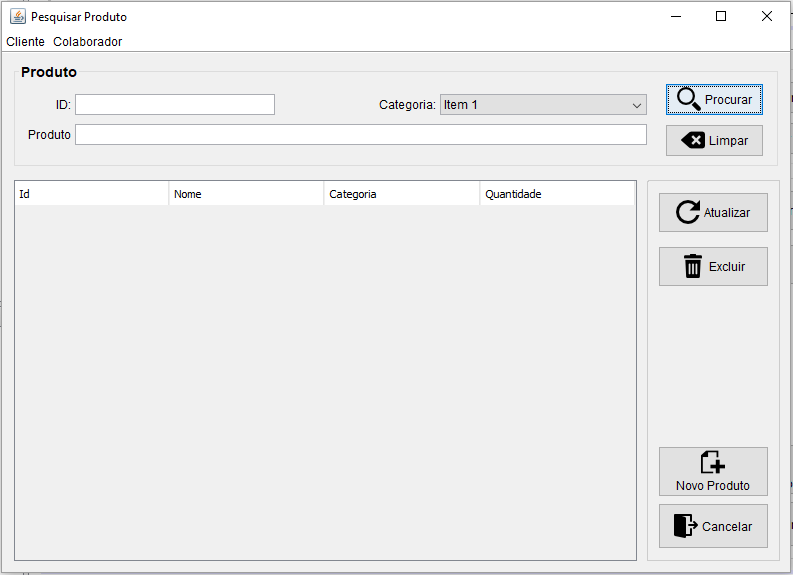 Pesquisar Produto
Cliente Colaborador
Produto
ID:
Categoria: Item 1
Procurar
Produto
Limpar
Id Nome Categoria Quantidade
Atualizar
Excluir
Novo Produto
Cancelar